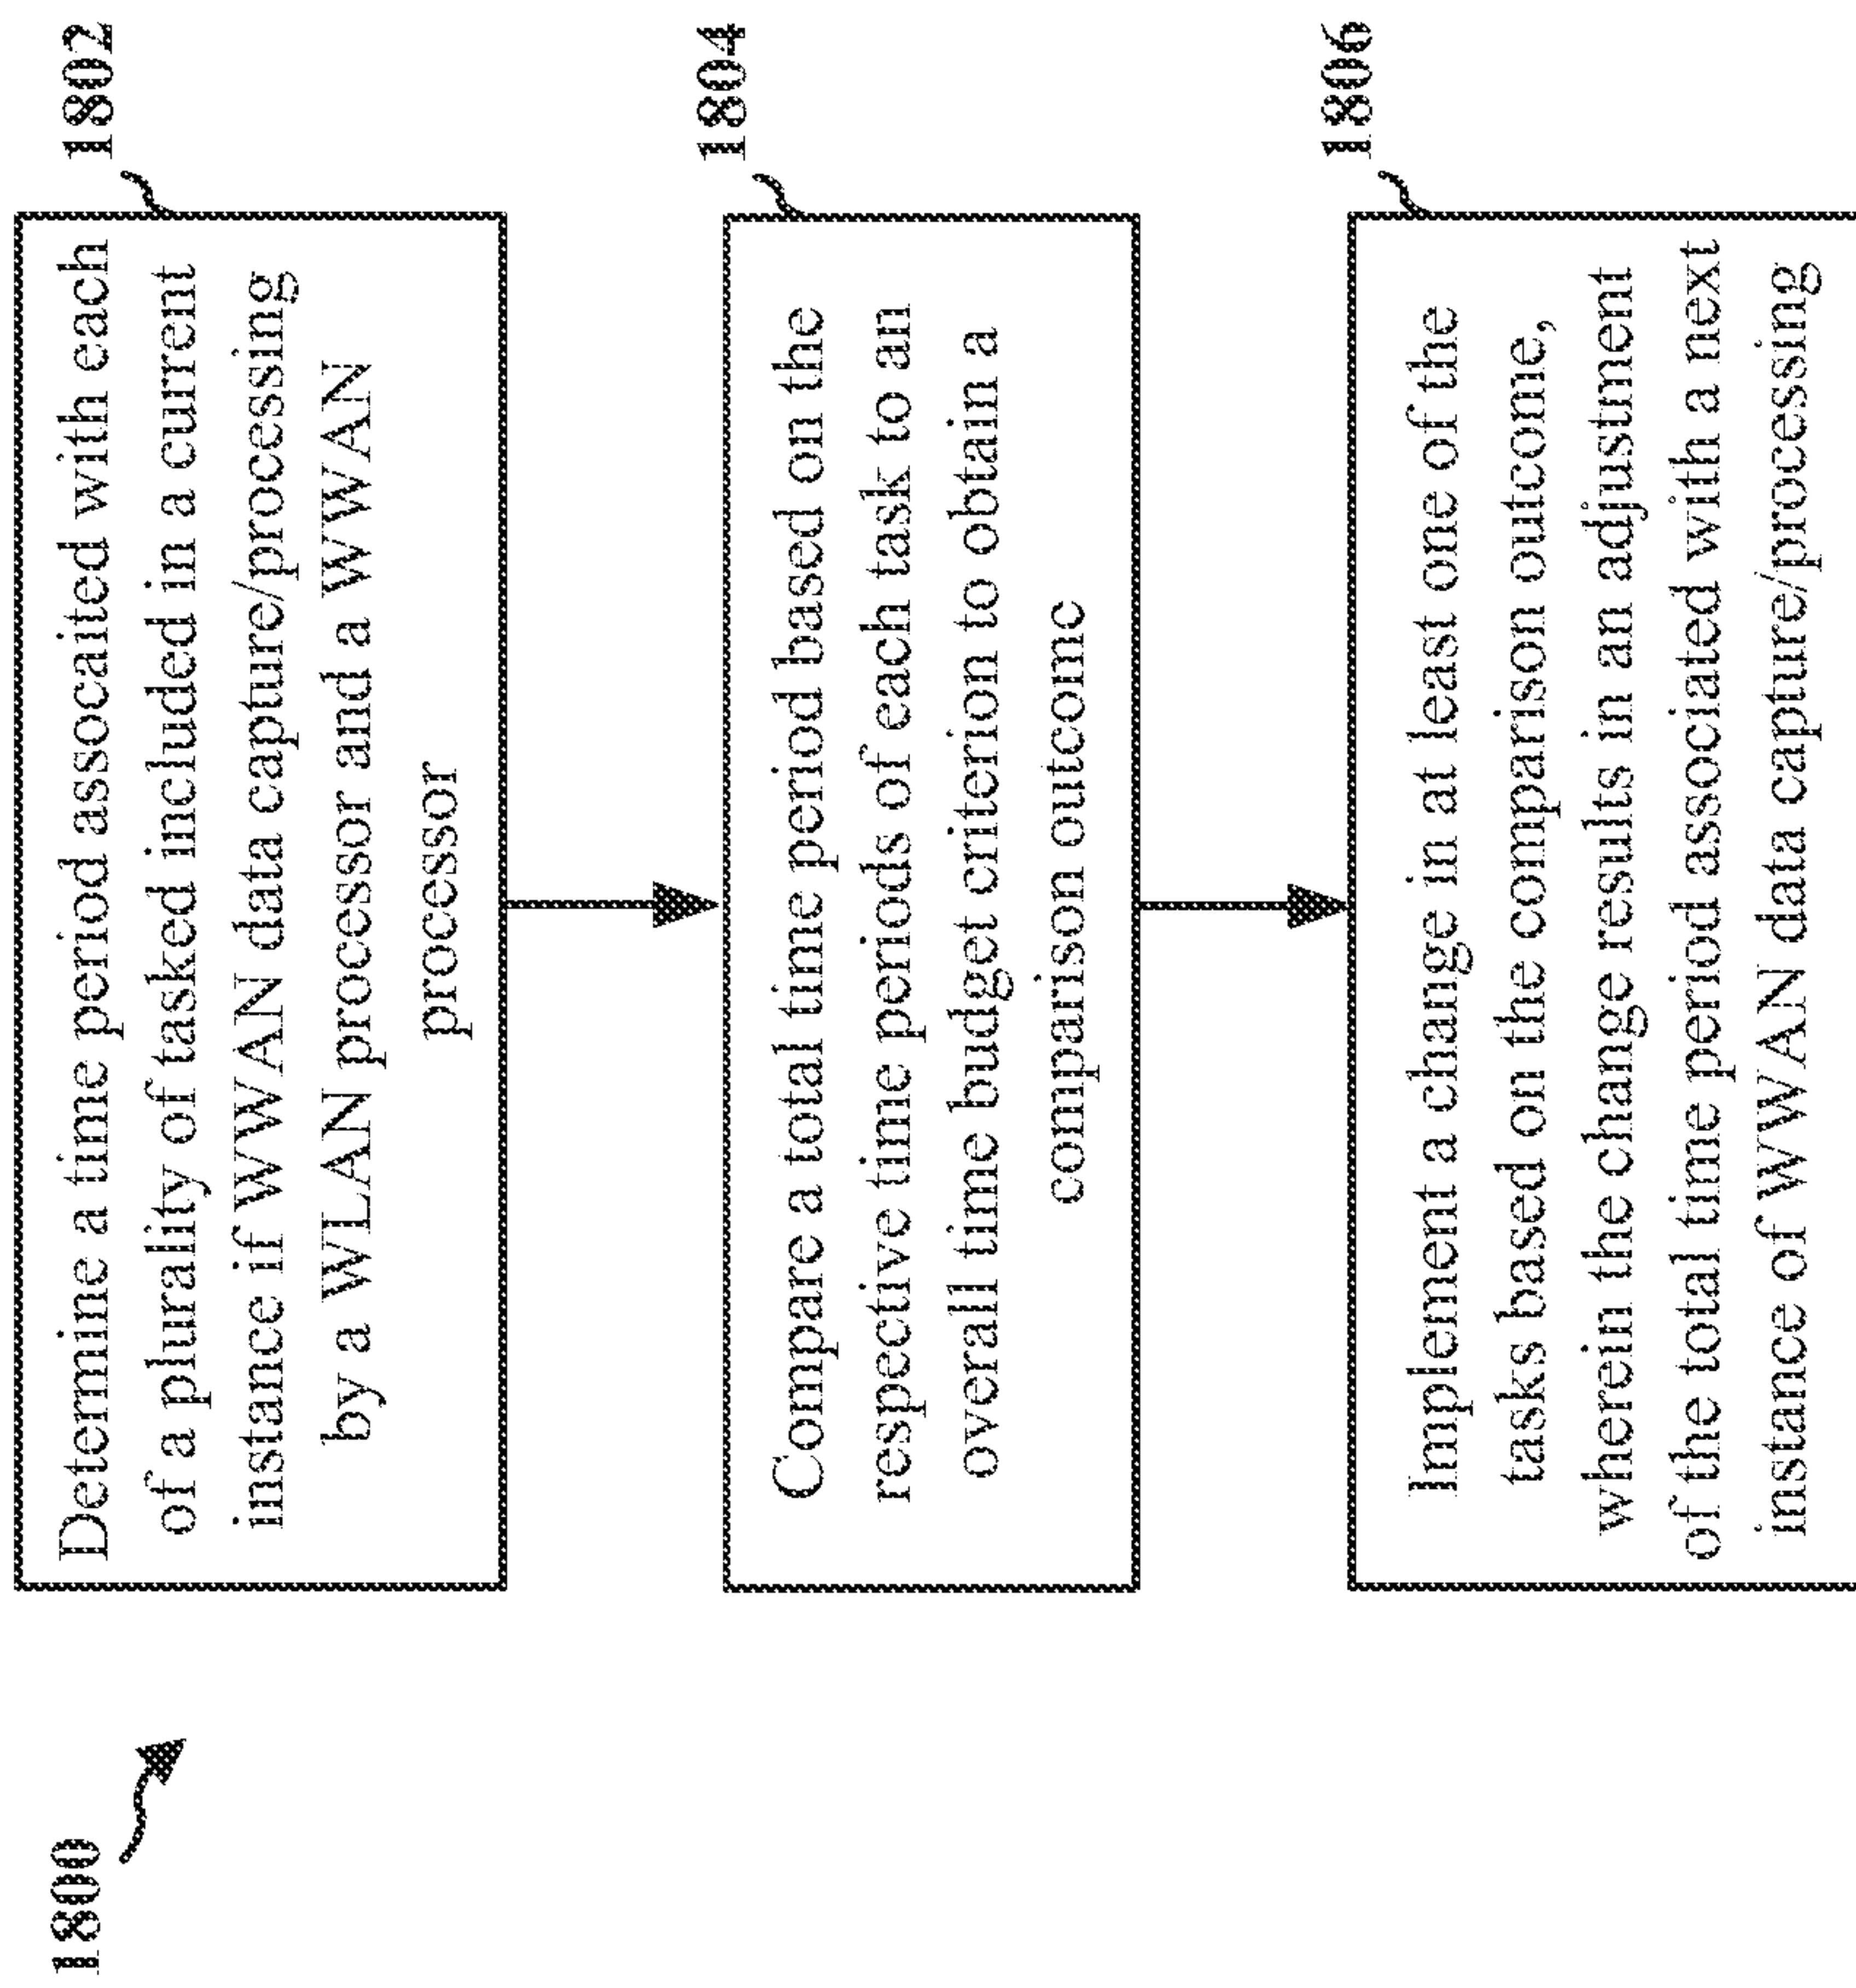 1800
1802
Determine a time period assocaited with each
of a plurality of tasked included in a current
instance if WWAN data capture/processing
by a WLAN processor and a WWAN
processor
1804
Compare a total time period based on the
respective time periods of each task to an
overall time budget criterion to obtain a
comparison outcome
1806
Implement a change in at least one of the
tasks based on the comparison outcome,
wherein the change results in an adjustment
of the total time period associated with a next
instance of WWAN data capture/processing